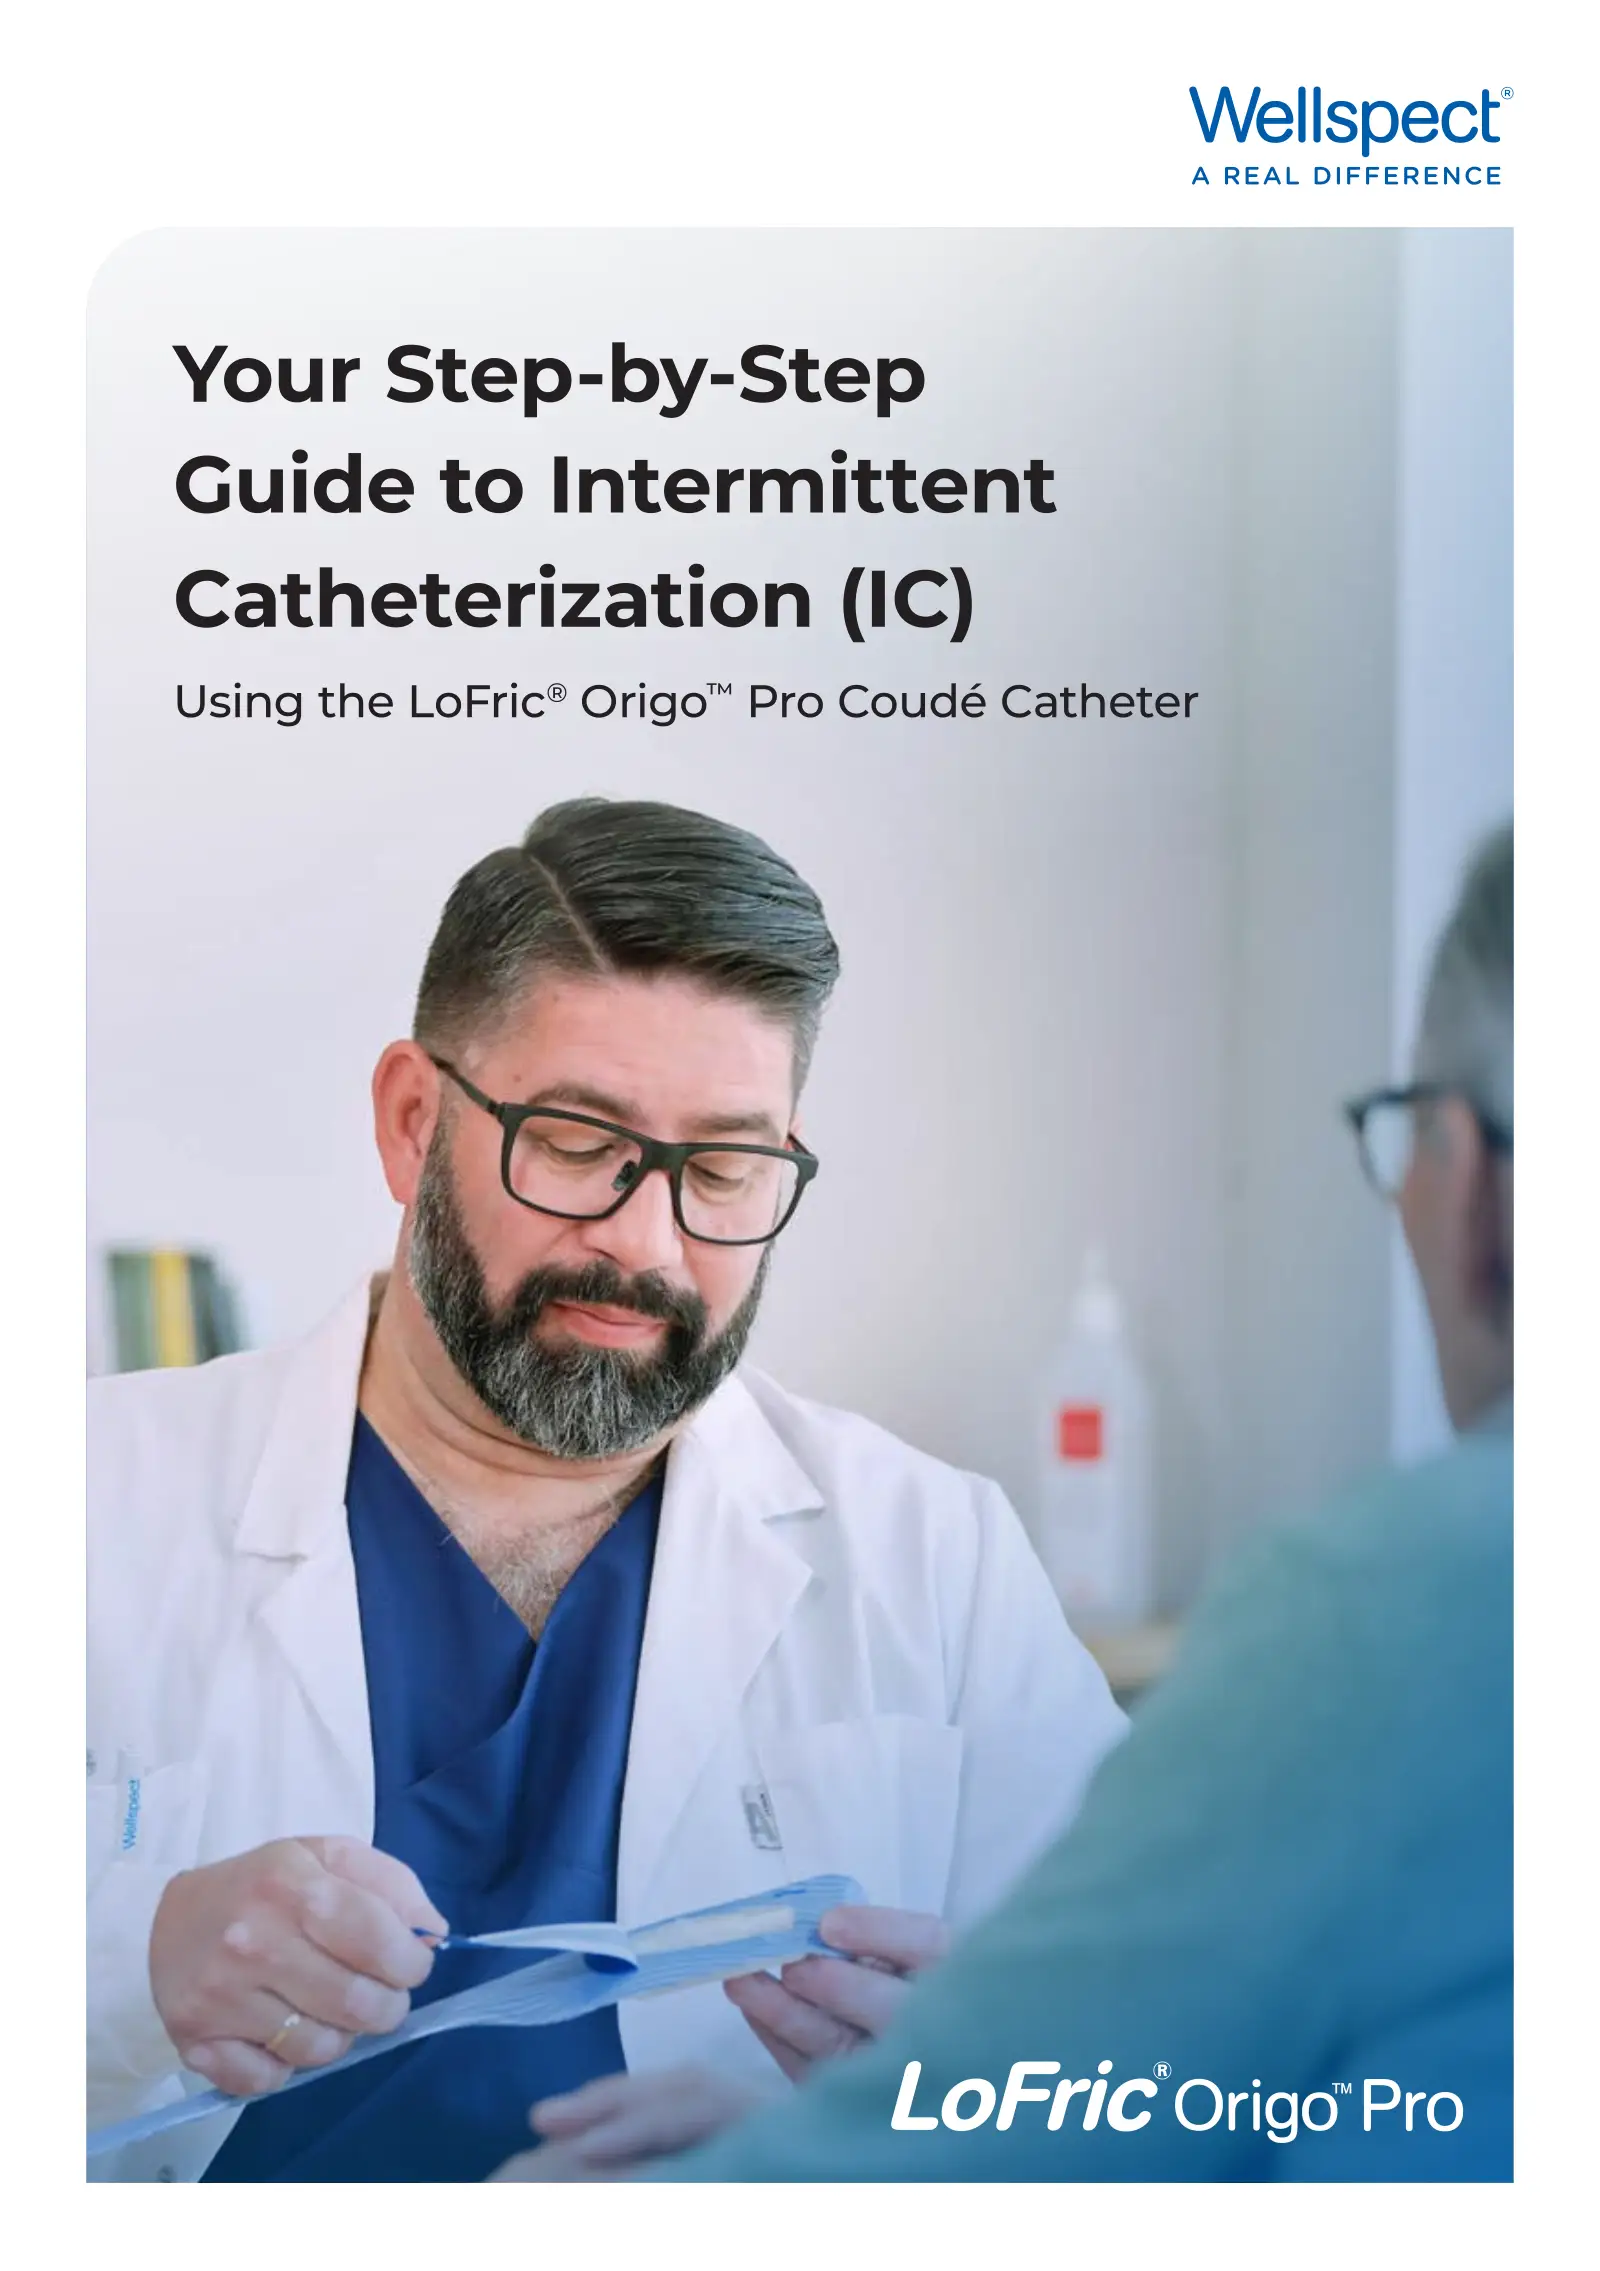 Wellspect®
A REAL DIFFERENCE
Your Step-by-Step
Guide to Intermittent
Catheterization (IC)
Using the LoFric® Origo™ Pro Coudé Catheter
Wellspect
LoFric® Origo™ Pro